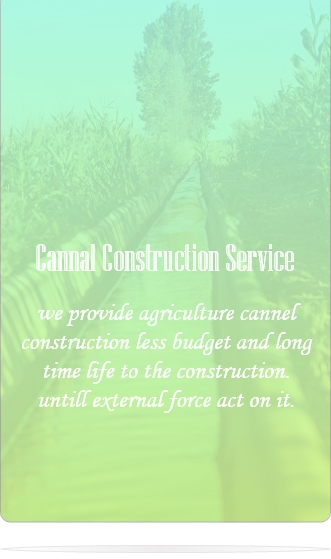 Cannal Construction Service
we provide agriculture cannel
construction less budget and long
time life to the construction.
untill external force act on it.